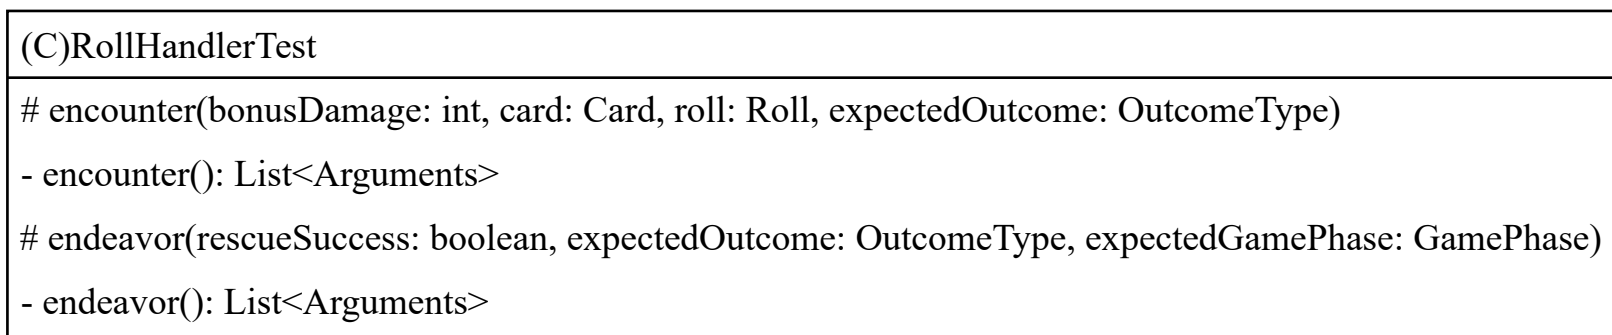 (C)RollHandlerTest
# encounter(bonusDamage: int, card: Card, roll: Roll, expectedOutcome: OutcomeType)
- encounter(): List<Arguments>
# endeavor(rescueSuccess: boolean, expectedOutcome: OutcomeType, expectedGamePhase: GamePhase)
- endeavor(): List<Arguments>